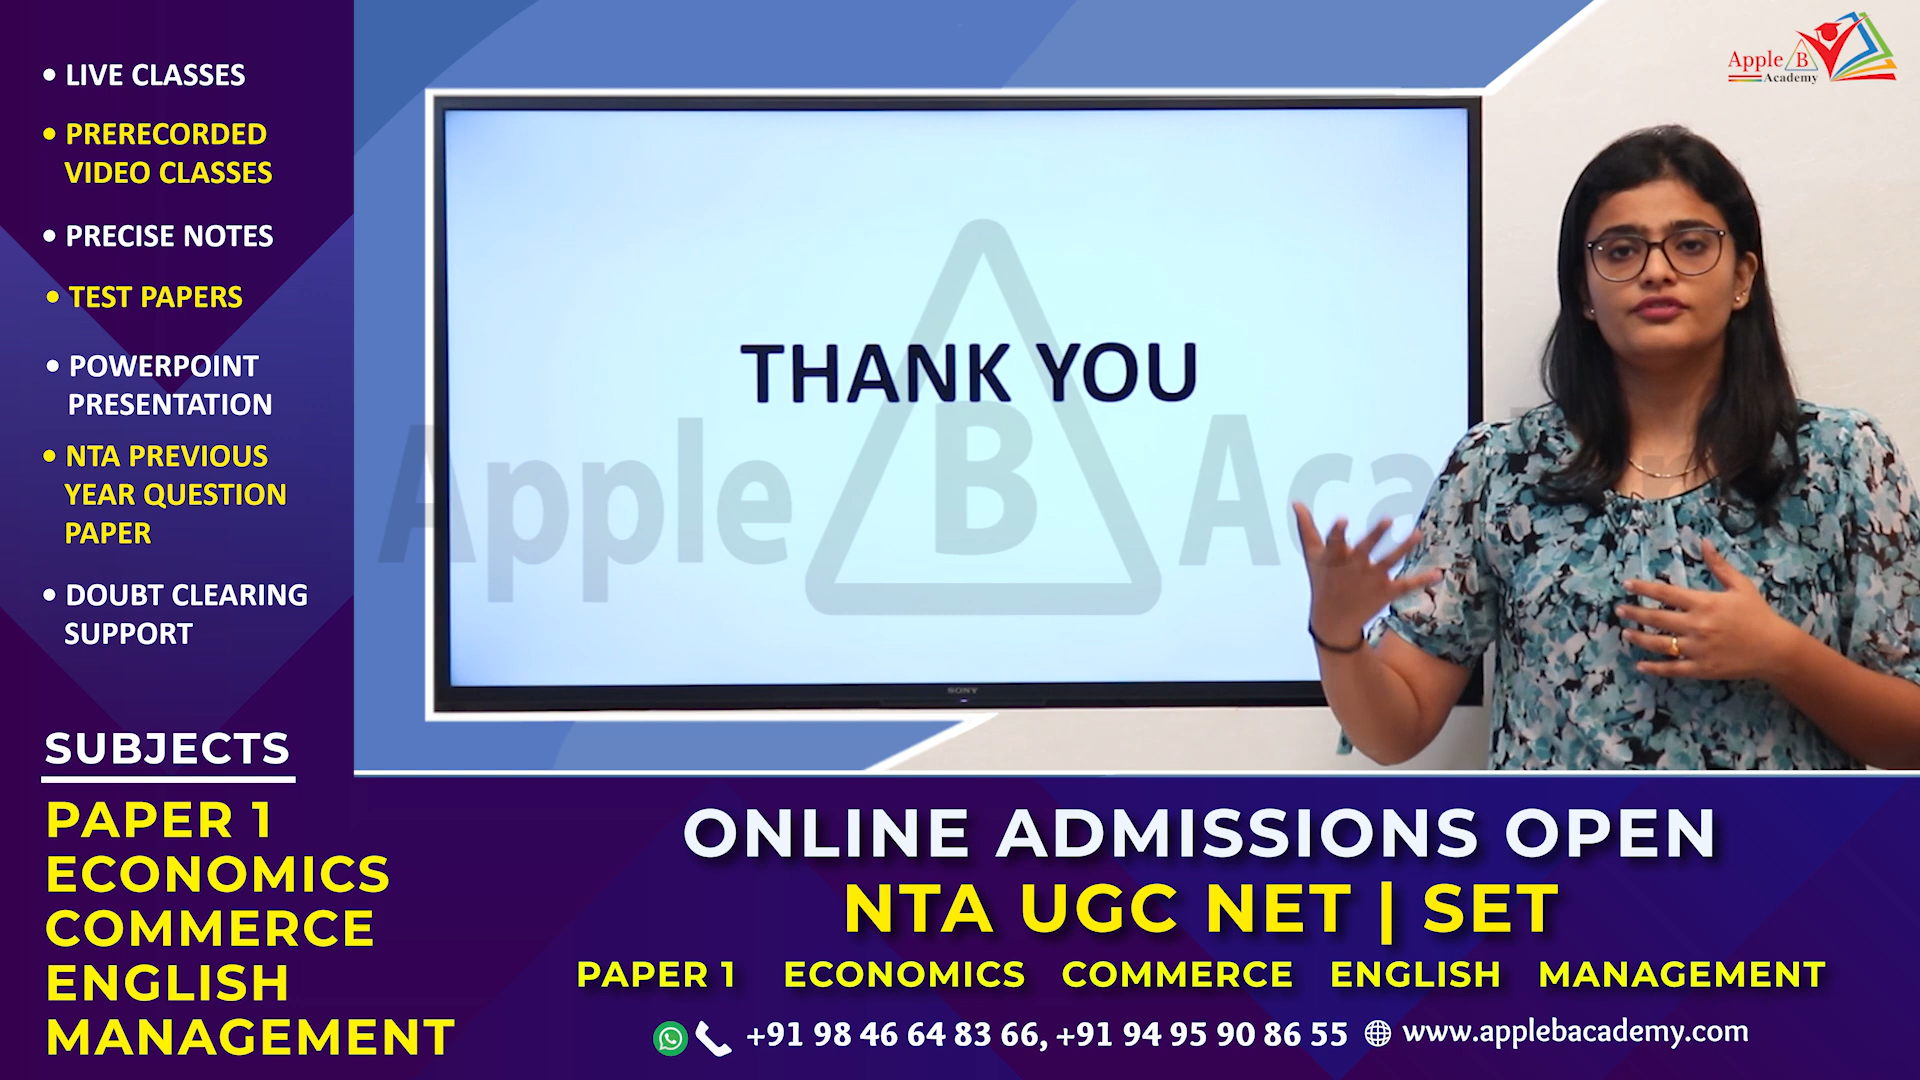 • LIVE CLASSES
• PRERECORDED
VIDEO CLASSES
• PRECISE NOTES
• TEST PAPERS
• POWERPOINT
PRESENTATION
• NTA PREVIOUS
YEAR QUESTION
PAPER
• DOUBT CLEARING
SUPPORT
SUBJECTS
PAPER 1
ECONOMICS
COMMERCE
ENGLISH
MANAGEMENT
Apple B
Academy
THANK YOU
Apple B Aca
SONY
ONLINE ADMISSIONS OPEN
NTA UGC NET | SET
PAPER 1 ECONOMICS COMMERCE ENGLISH MANAGEMENT
+91 98 46 64 83 66, +91 94 95 90 86 55 www.applebacademy.com